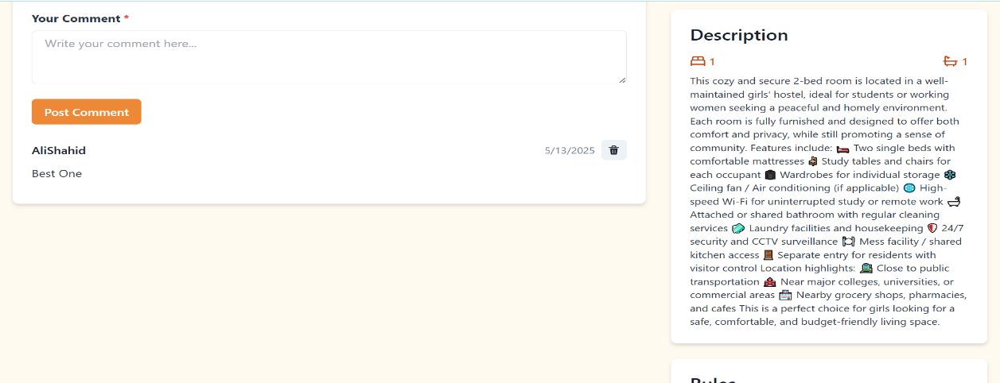 Your Comment *
Write your comment here...
Post Comment
AliShahid
5/13/2025
Best One
Description
1
1
This cozy and secure 2-bed room is located in a well-
maintained girls' hostel, ideal for students or working
women seeking a peaceful and homely environment.
Each room is fully furnished and designed to offer both
comfort and privacy, while still promoting a sense of
community. Features include: 🛏️ Two single beds with
comfortable mattresses 🪑 Study tables and chairs for
each occupant 🧳 Wardrobes for individual storage ❄️
Ceiling fan / Air conditioning (if applicable) 🌐 High-
speed Wi-Fi for uninterrupted study or remote work 🛁
Attached or shared bathroom with regular cleaning
services 🧼 Laundry facilities and housekeeping 🛡️ 24/7
security and CCTV surveillance 🍽️ Mess facility / shared
kitchen access 🚪 Separate entry for residents with
visitor control Location highlights: 🚉 Close to public
transportation 🏫 Near major colleges, universities, or
commercial areas 🏪 Nearby grocery shops, pharmacies,
and cafes This is a perfect choice for girls looking for a
safe, comfortable, and budget-friendly living space.
Rules